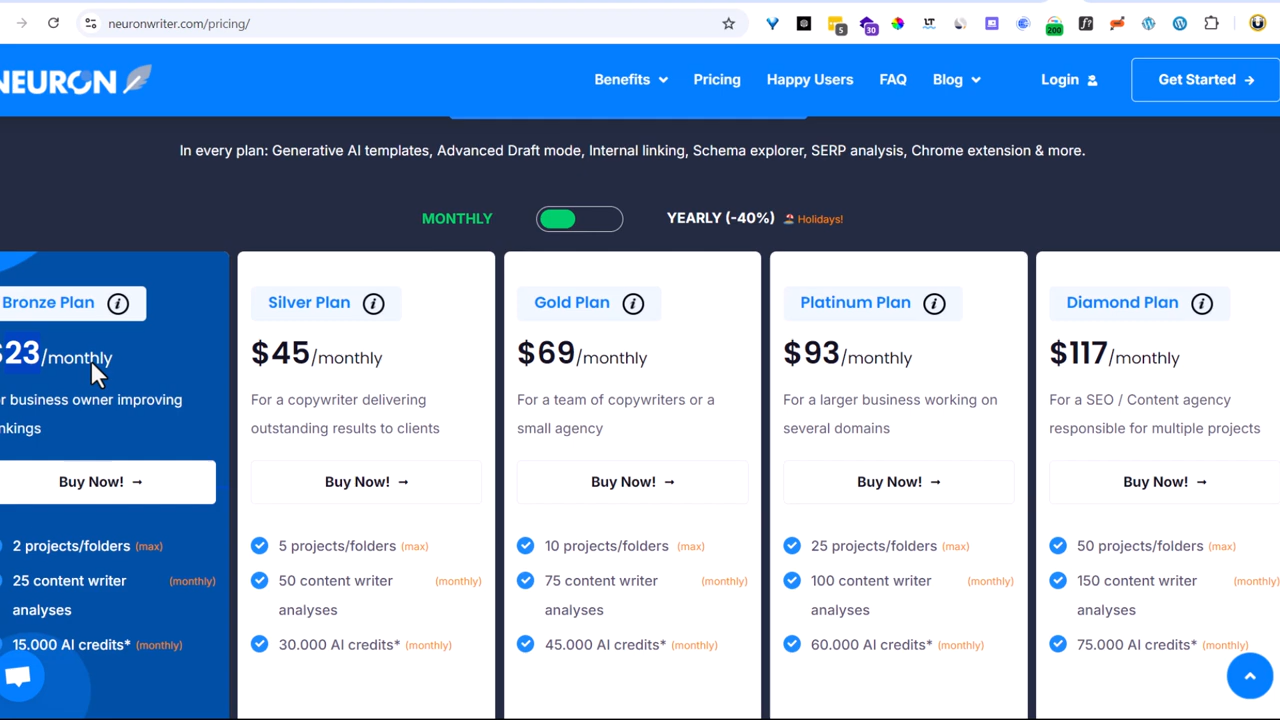 neuronwriter.com/pricing/
5
30
200
NEURON
Benefits
Pricing
Happy Users
FAQ
Blog
Login
Get Started →
In every plan: Generative AI templates, Advanced Draft mode, Internal linking, Schema explorer, SERP analysis, Chrome extension & more.
MONTHLY
YEARLY (-40%)
Holidays!
Bronze Plan
$23/monthly
business owner improving
Buy Now! →
2 projects/folders (max)
25 content writer (monthly)
analyses
15.000 AI credits* (monthly)
Silver Plan
$45/monthly
For a copywriter delivering
outstanding results to clients
Buy Now! →
5 projects/folders (max)
50 content writer (monthly)
analyses
30.000 AI credits* (monthly)
Gold Plan
$69/monthly
For a team of copywriters or a
small agency
Buy Now! →
10 projects/folders (max)
75 content writer (monthly)
analyses
45.000 AI credits* (monthly)
Platinum Plan
$93/monthly
For a larger business working on
several domains
Buy Now! →
25 projects/folders (max)
100 content writer (monthly)
analyses
60.000 AI credits* (monthly)
Diamond Plan
$117/monthly
For a SEO / Content agency
responsible for multiple projects
Buy Now! →
50 projects/folders (max)
150 content writer (monthly)
analyses
75.000 AI credits* (monthly)